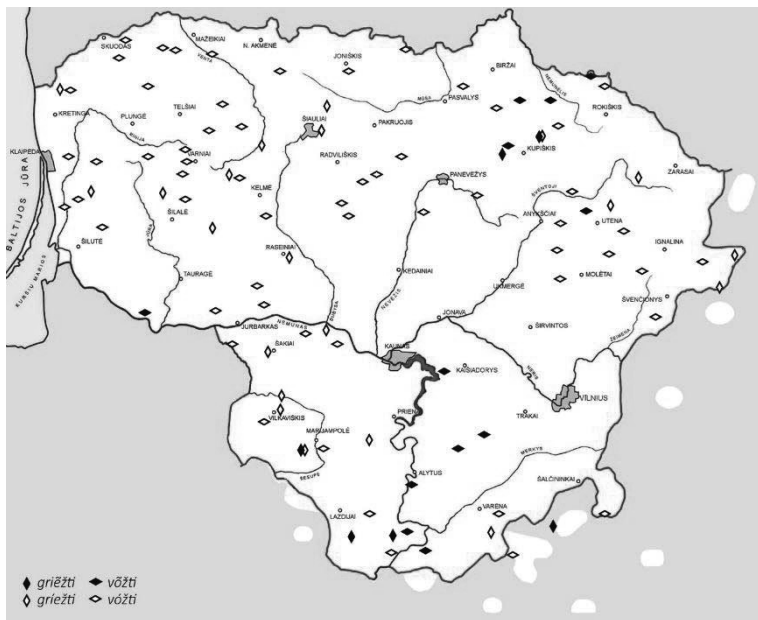 SKUODAS
MAŽEIKIAI
N. AKMENĖ
VENTA
JONIŠKIS
BIRŽAI
NEMUNĖLIS
MŪŠA
PASVALYS
ROKIŠKIS
KRETINGA
PLUNGĖ
TELŠIAI
ŠIAULIAI
PAKRUOJIS
MINIJA
KLAIPĖDA
VARNIAI
RADVILIŠKIS
KUPIŠKIS
ZARASAI
PANEVĖŽYS
KELMĖ
ŠVENTOJI
ANYKŠČIAI
UTENA
BALTIJOS JŪRA
ŠILALĖ
JŪRA
ŠILUTĖ
RASEINIAI
IGNALINA
KURŠIŲ MARIOS
TAURAGĖ
DUBYSA
NEVĖŽIS
KĖDAINIAI
UKMERGĖ
MOLĖTAI
ŠVENČIONYS
NEMUNAS
JURBARKAS
JONAVA
ŠIRVINTOS
ŽEIMENA
ŠAKIAI
KAUNAS
KAIŠIADORYS
NERIS
VILNIUS
VILKAVIŠKIS
PRIENAI
TRAKAI
MARIJAMPOLĖ
MERKYS
ŠEŠUPĖ
ALYTUS
ŠALČININKAI
LAZDIJAI
VARĖNA
griẽžti võžti
griežti vóžti